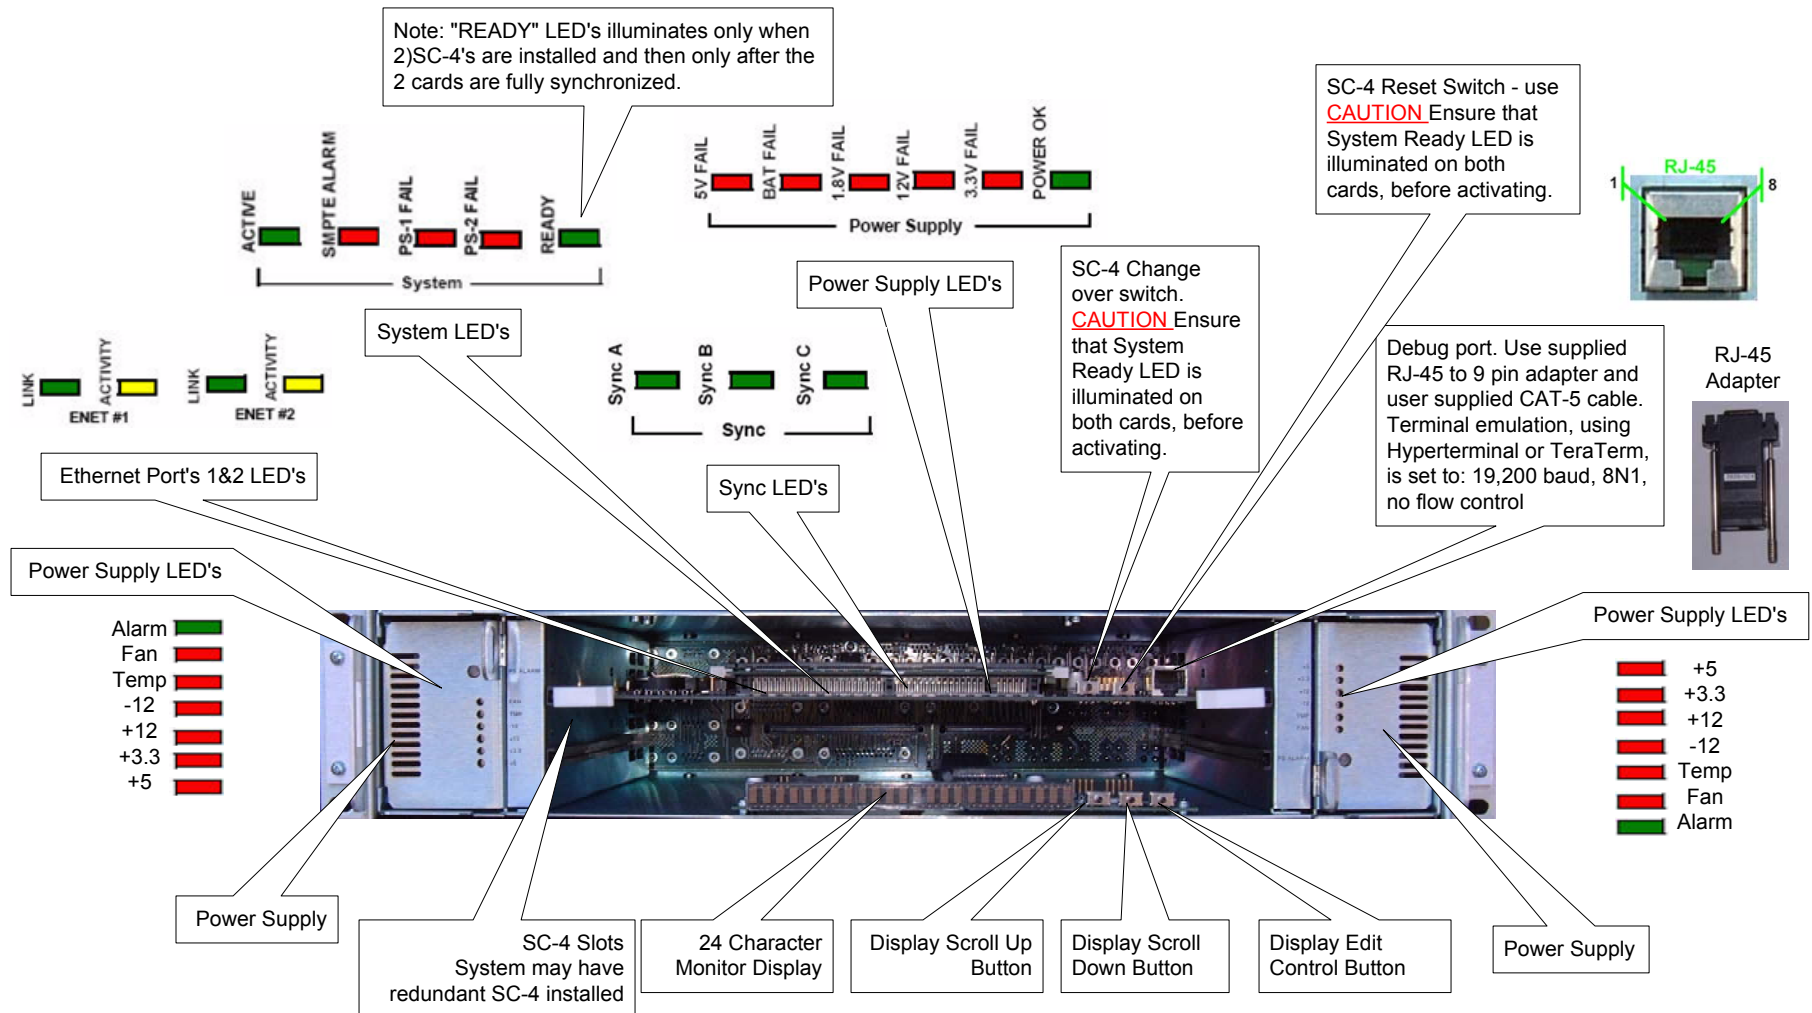 Note: "READY" LED's illuminates only when
2)SC-4's are installed and then only after the
2 cards are fully synchronized.
ACTIVE
SMPTE ALARM
PS-1 FAIL
PS-2 FAIL
READY
System
5V FAIL
BAT FAIL
1.8V FAIL
12V FAIL
3.3V FAIL
POWER OK
Power Supply
SC-4 Reset Switch - use
CAUTION Ensure that
System Ready LED is
illuminated on both
cards, before activating.
RJ-45
1
8
System LED's
Power Supply LED's
SC-4 Change
over switch.
CAUTION Ensure
that System
Ready LED is
illuminated on
both cards, before
activating.
Debug port. Use supplied
RJ-45 to 9 pin adapter and
user supplied CAT-5 cable.
Terminal emulation, using
Hyperterminal or TeraTerm,
is set to: 19,200 baud, 8N1,
no flow control
RJ-45
Adapter
LINK
ACTIVITY
ENET #1
LINK
ACTIVITY
ENET #2
Sync A
Sync B
Sync C
Sync
Ethernet Port's 1&2 LED's
Sync LED's
Power Supply LED's
Power Supply LED's
Alarm
Fan
Temp
-12
+12
+3.3
+5
+5
+3.3
+12
-12
Temp
Fan
Alarm
Power Supply
SC-4 Slots
System may have
redundant SC-4 installed
24 Character
Monitor Display
Display Scroll Up
Button
Display Scroll
Down Button
Display Edit
Control Button
Power Supply